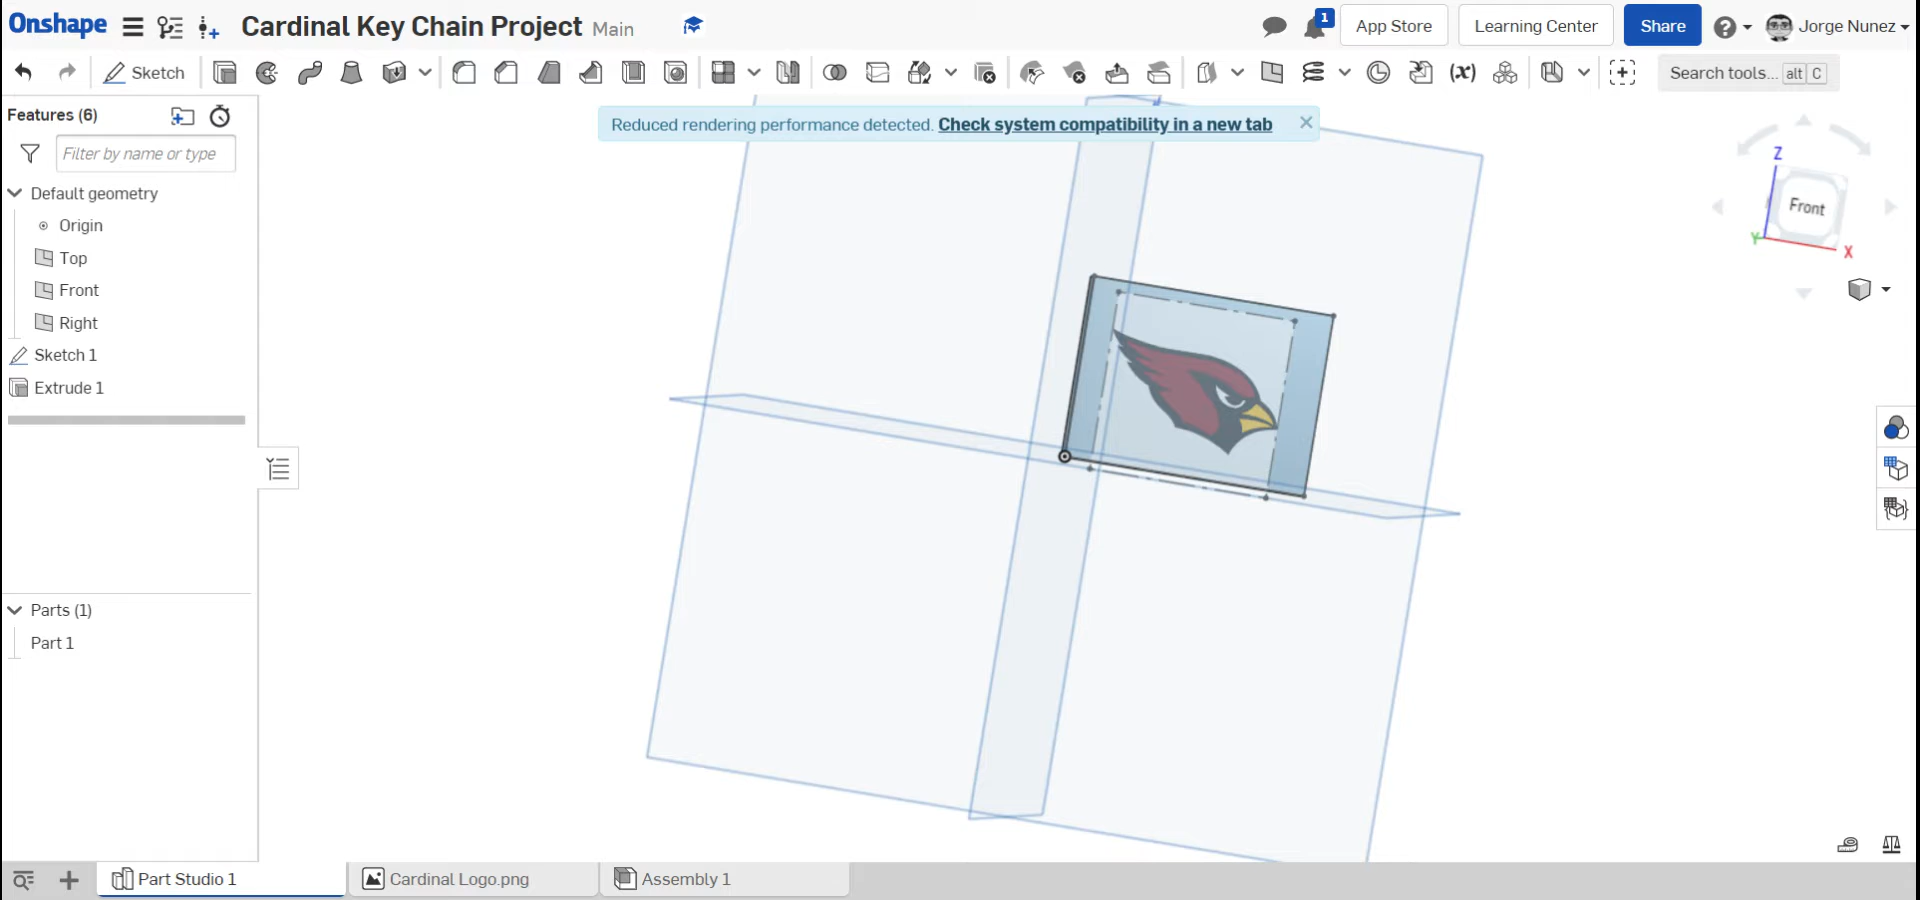 Onshape
Cardinal Key Chain Project Main
1
App Store
Learning Center
Share
Jorge Nunez
Sketch
(x)
Search tools... alt C
Features (6)
Filter by name or type
Default geometry
Origin
Top
Front
Right
Sketch 1
Extrude 1
Parts (1)
Part 1
Reduced rendering performance detected. Check system compatibility in a new tab
Z
Front
Y
X
Part Studio 1
Cardinal Logo.png
Assembly 1